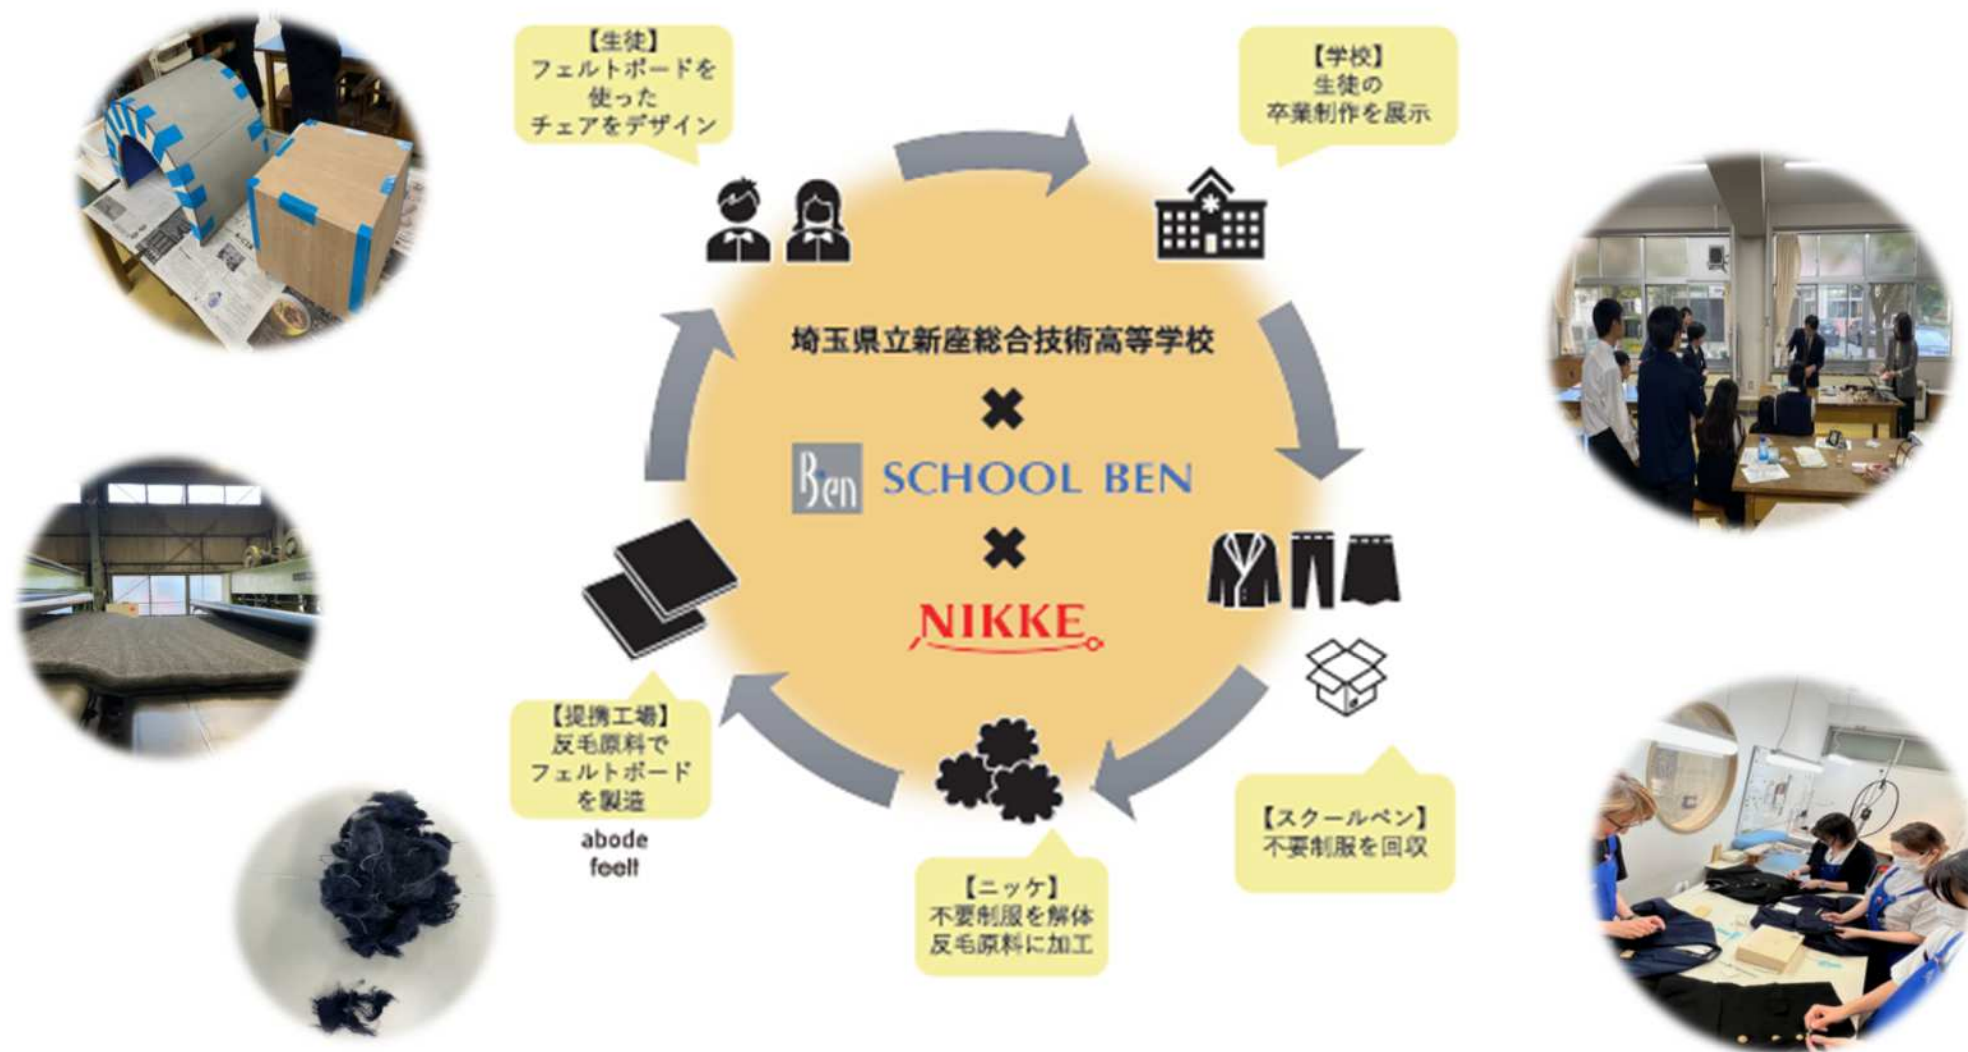 【生徒】
フェルトボードを
使った
チェアをデザイン
【学校】
生徒の
卒業制作を展示
埼玉県立新座総合技術高等学校
✖
Ben SCHOOL BEN
✖
NIKKE
【提携工場】
反毛原料で
フェルトボード
を製造
abode
feelt
【スクールベン】
不要制服を回収
【ニッケ】
不要制服を解体
反毛原料に加工